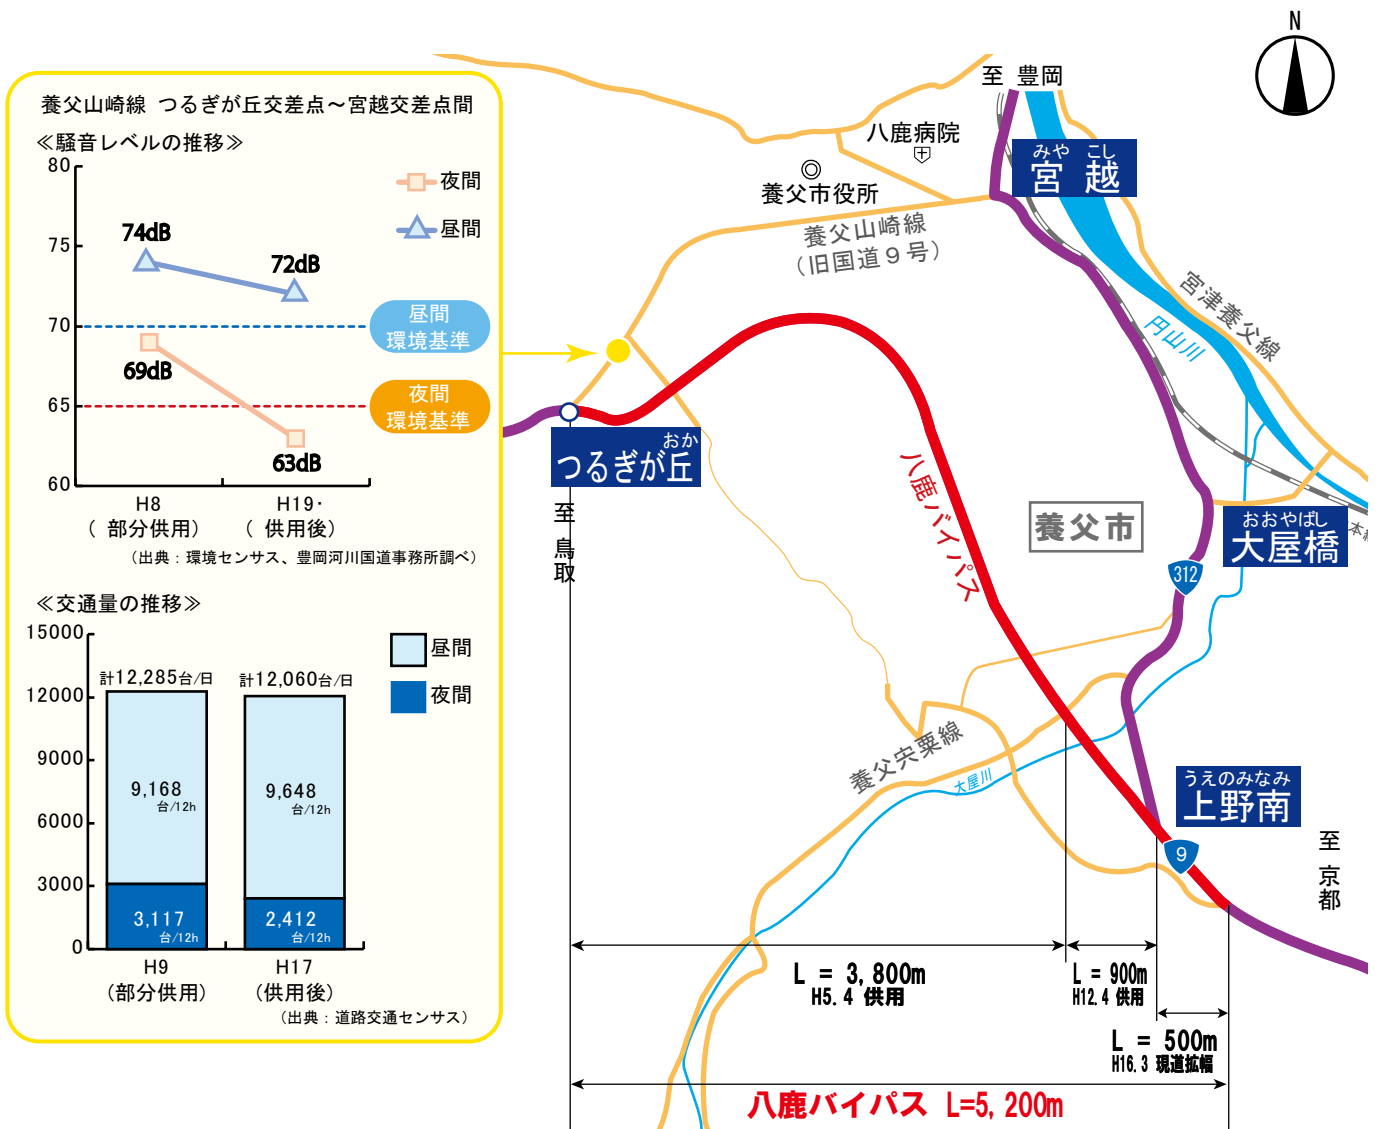 養父山崎線 つるぎが丘交差点～宮越交差点間
≪騒音レベルの推移≫
80
75
70
65
60
夜間
昼間
74dB
72dB
69dB
63dB
昼間
環境基準
夜間
環境基準
H8
（ 部分供用）
H19･
（ 供用後）
（出典：環境センサス、豊岡河川国道事務所調べ）
≪交通量の推移≫
15000
12000
9000
6000
3000
0
昼間
夜間
計12,285台/日
計12,060台/日
9,168
台/12h
9,648
台/12h
3,117
台/12h
2,412
台/12h
H9
（部分供用）
H17
（供用後）
（出典：道路交通センサス）
N
至 豊岡
八鹿病院
養父市役所
みや こし
宮 越
養父山崎線
（旧国道９号）
宮津養父線
円山川
おか
つるぎが丘
至 鳥取
八鹿バイパス
養父市
おおやばし
大屋橋
本線
312
養父宍粟線
大屋川
うえのみなみ
上野南
9
至 京都
L = 3,800m
H5.4 供用
L = 900m
H12.4 供用
L = 500m
H16.3 現道拡幅
八鹿バイパス L=5,200m